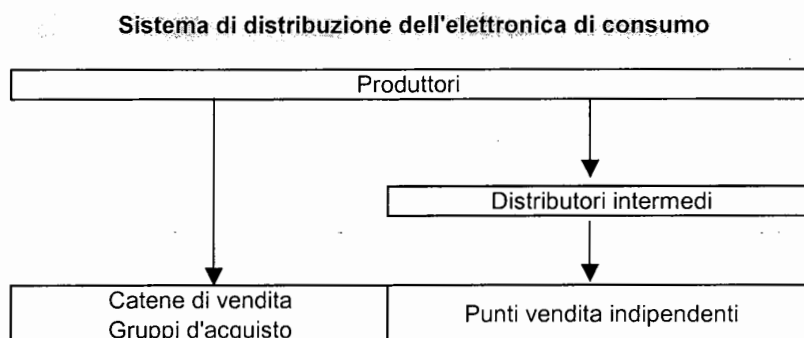 Sistema di distribuzione dell'elettronica di consumo
Produttori
Distributori intermedi
Catene di vendita
Gruppi d'acquisto
Punti vendita indipendenti